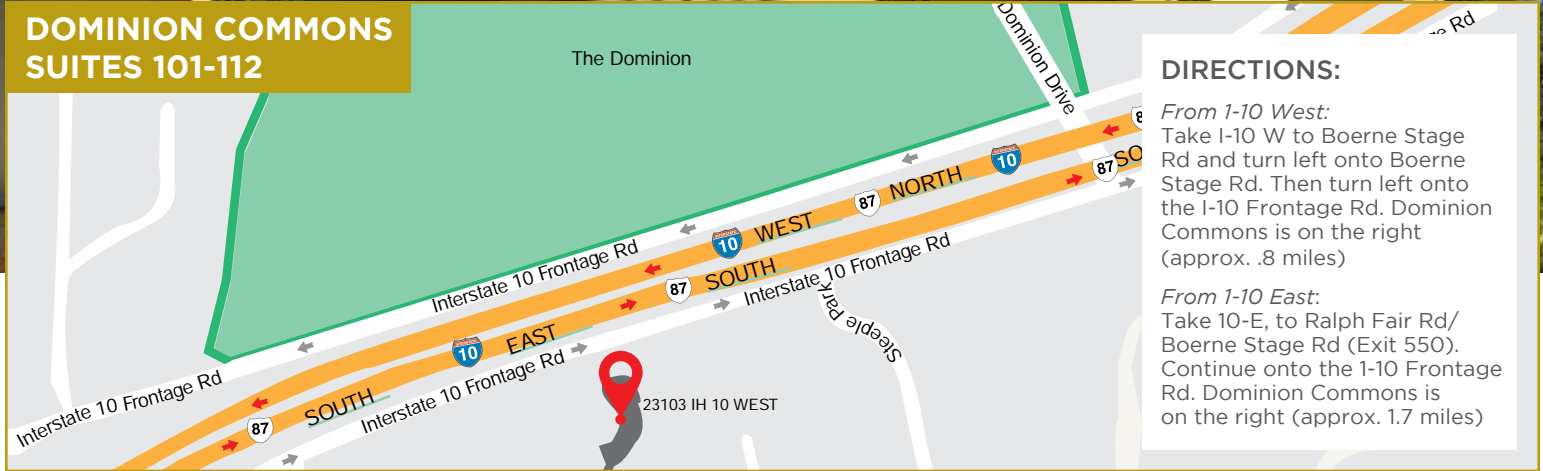 DOMINION COMMONS
SUITES 101-112
The Dominion
Dominion Drive
ge Rd
DIRECTIONS:
From 1-10 West:
Take I-10 W to Boerne Stage
Rd and turn left onto Boerne
Stage Rd. Then turn left onto
the I-10 Frontage Rd. Dominion
Commons is on the right
(approx. .8 miles)
From 1-10 East:
Take 10-E, to Ralph Fair Rd/
Boerne Stage Rd (Exit 550).
Continue onto the 1-10 Frontage
Rd. Dominion Commons is
on the right (approx. 1.7 miles)
8
87 SO
10
87 NORTH
10 WEST
Interstate 10 Frontage Rd
87 SOUTH
Interstate 10 Frontage Rd
Steeple Park
10 EAST
Interstate 10 Frontage Rd
Interstate 10 Frontage Rd
87 SOUTH
23103 IH 10 WEST